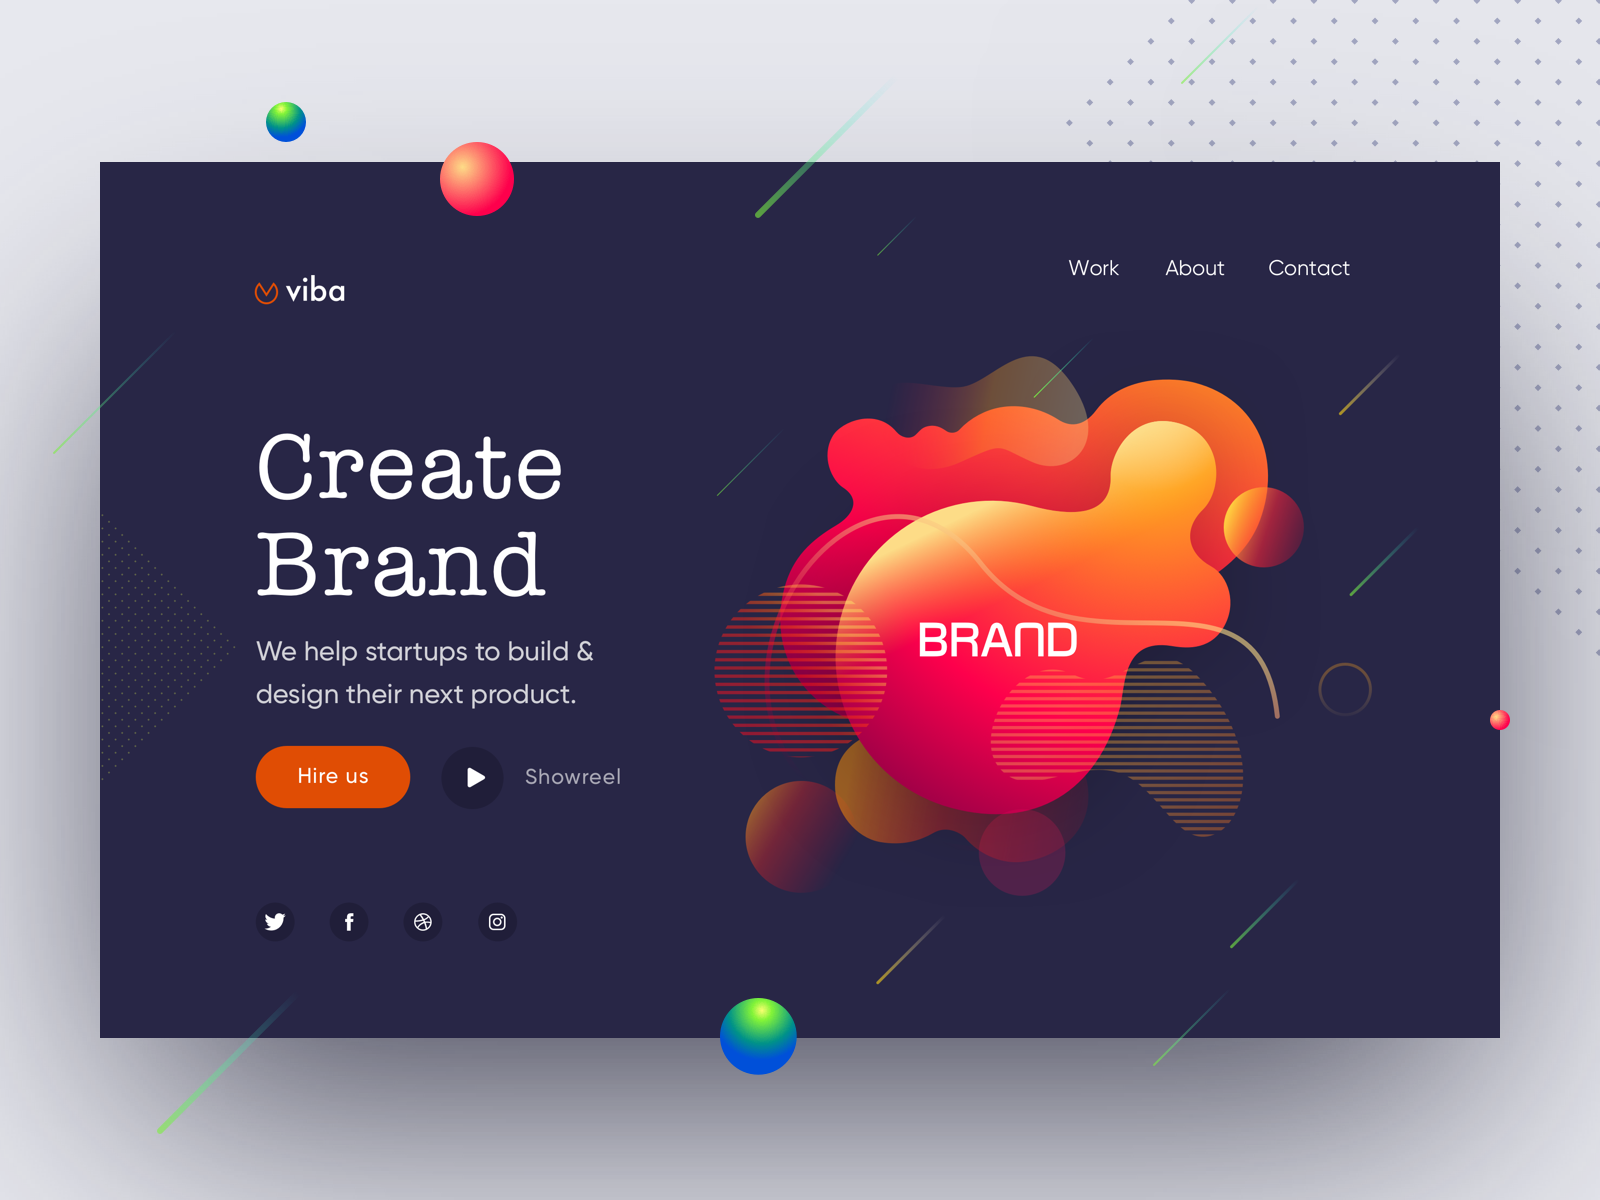 viba
Work About Contact
Create
Brand
We help startups to build &
design their next product.
Hire us
Showreel
BRAND